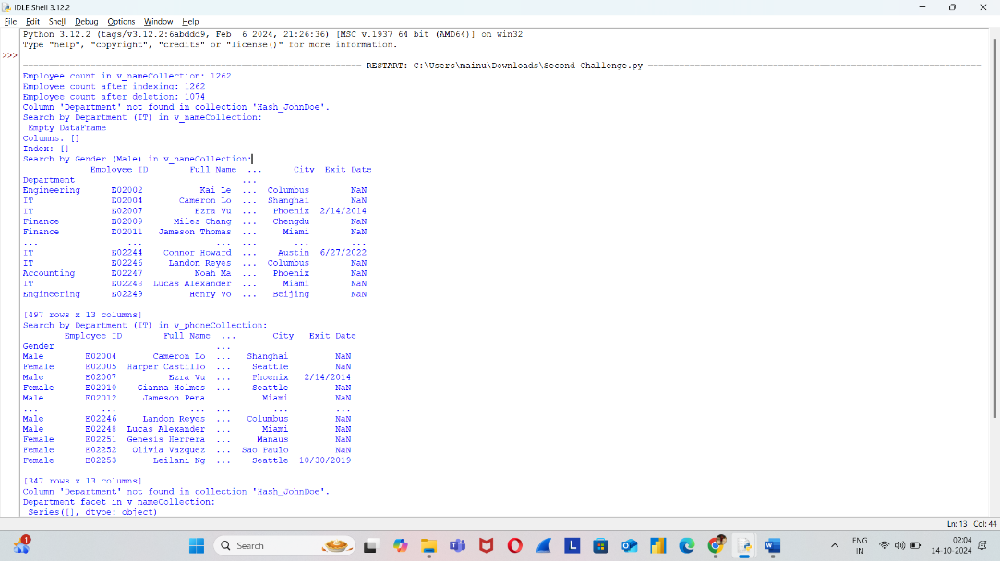 IDLE Shell 3.12.2
File Edit Shell Debug Options Window Help
Python 3.12.2 (tags/v3.12.2:6abddd9, Feb  6 2024, 21:26:36) [MSC v.1937 64 bit (AMD64)] on win32
Type "help", "copyright", "credits" or "license()" for more information.
>>>
================================================================ RESTART: C:\Users\mainu\Downloads\Second Challenge.py ================================================================
Employee count in v_nameCollection: 1262
Employee count after indexing: 1262
Employee count after deletion: 1074
Column 'Department' not found in collection 'Hash_JohnDoe'.
Search by Department (IT) in v_nameCollection:
Empty DataFrame
Columns: []
Index: []
Search by Gender (Male) in v_nameCollection:
Employee ID Full Name ... City Exit Date
Department ...
Engineering E02002 Kai Le ... Columbus NaN
IT E02004 Cameron Lo ... Shanghai NaN
IT E02007 Ezra Vu ... Phoenix 2/14/2014
Finance E02009 Miles Chang ... Chengdu NaN
Finance E02011 Jameson Thomas ... Miami NaN
... ... ... ... ... ...
IT E02244 Connor Howard ... Austin 6/27/2022
IT E02246 Landon Reyes ... Columbus NaN
Accounting E02247 Noah Ma ... Phoenix NaN
IT E02248 Lucas Alexander ... Miami NaN
Engineering E02249 Henry Vo ... Beijing NaN
[497 rows x 13 columns]
Search by Department (IT) in v_phoneCollection:
Employee ID Full Name ... City Exit Date
Gender ...
Male E02004 Cameron Lo ... Shanghai NaN
Female E02005 Harper Castillo ... Seattle NaN
Male E02007 Ezra Vu ... Phoenix 2/14/2014
Female E02010 Gianna Holmes ... Seattle NaN
Male E02012 Jameson Pena ... Miami NaN
... ... ... ... ... ...
Male E02246 Landon Reyes ... Columbus NaN
Male E02248 Lucas Alexander ... Miami NaN
Female E02251 Genesis Herrera ... Manaus NaN
Female E02252 Olivia Vazquez ... Sao Paulo NaN
Female E02253 Leilani Ng ... Seattle 10/30/2019
[347 rows x 13 columns]
Column 'Department' not found in collection 'Hash_JohnDoe'.
Department facet in v_nameCollection:
Series([], dtype: object)
Ln: 13 Col: 44
1
Search
L
ENG
IN
02:04
14-10-2024